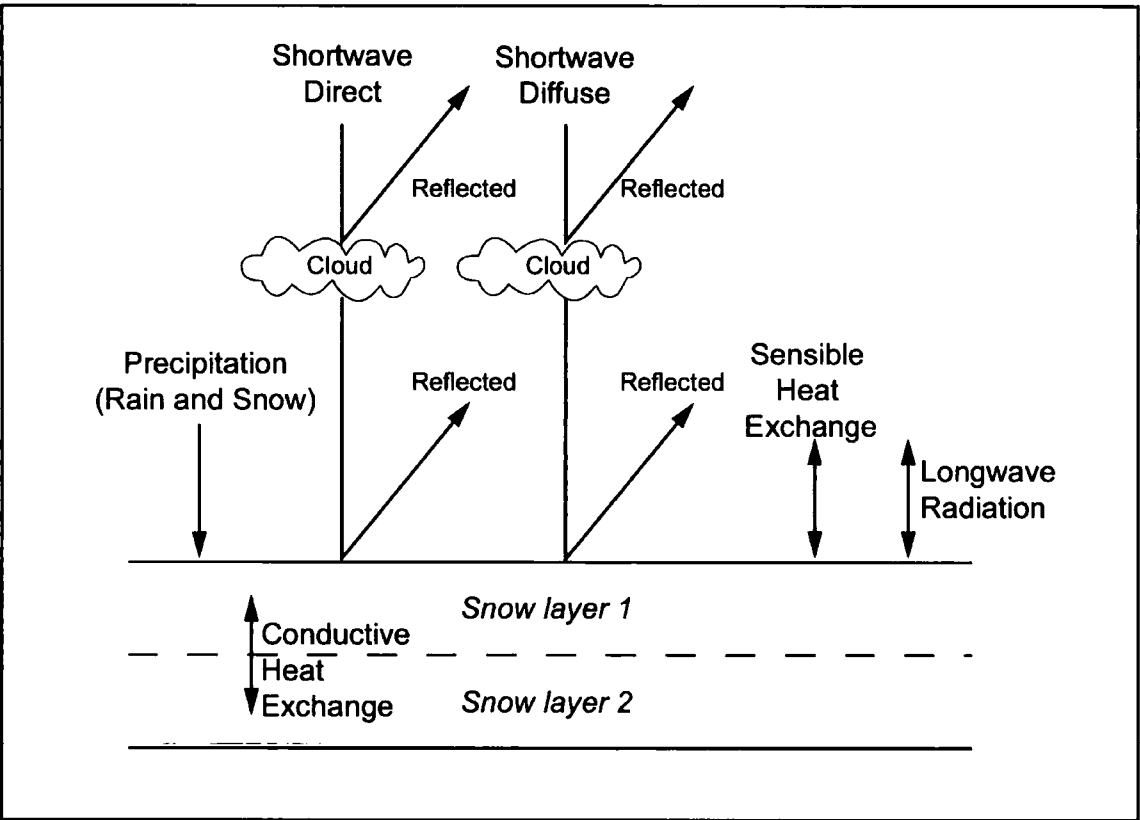 Shortwave
Direct
Shortwave
Diffuse
Reflected
Reflected
Cloud
Cloud
Precipitation
(Rain and Snow)
Reflected
Reflected
Sensible
Heat
Exchange
Longwave
Radiation
Snow layer 1
Conductive
Heat
Exchange
Snow layer 2